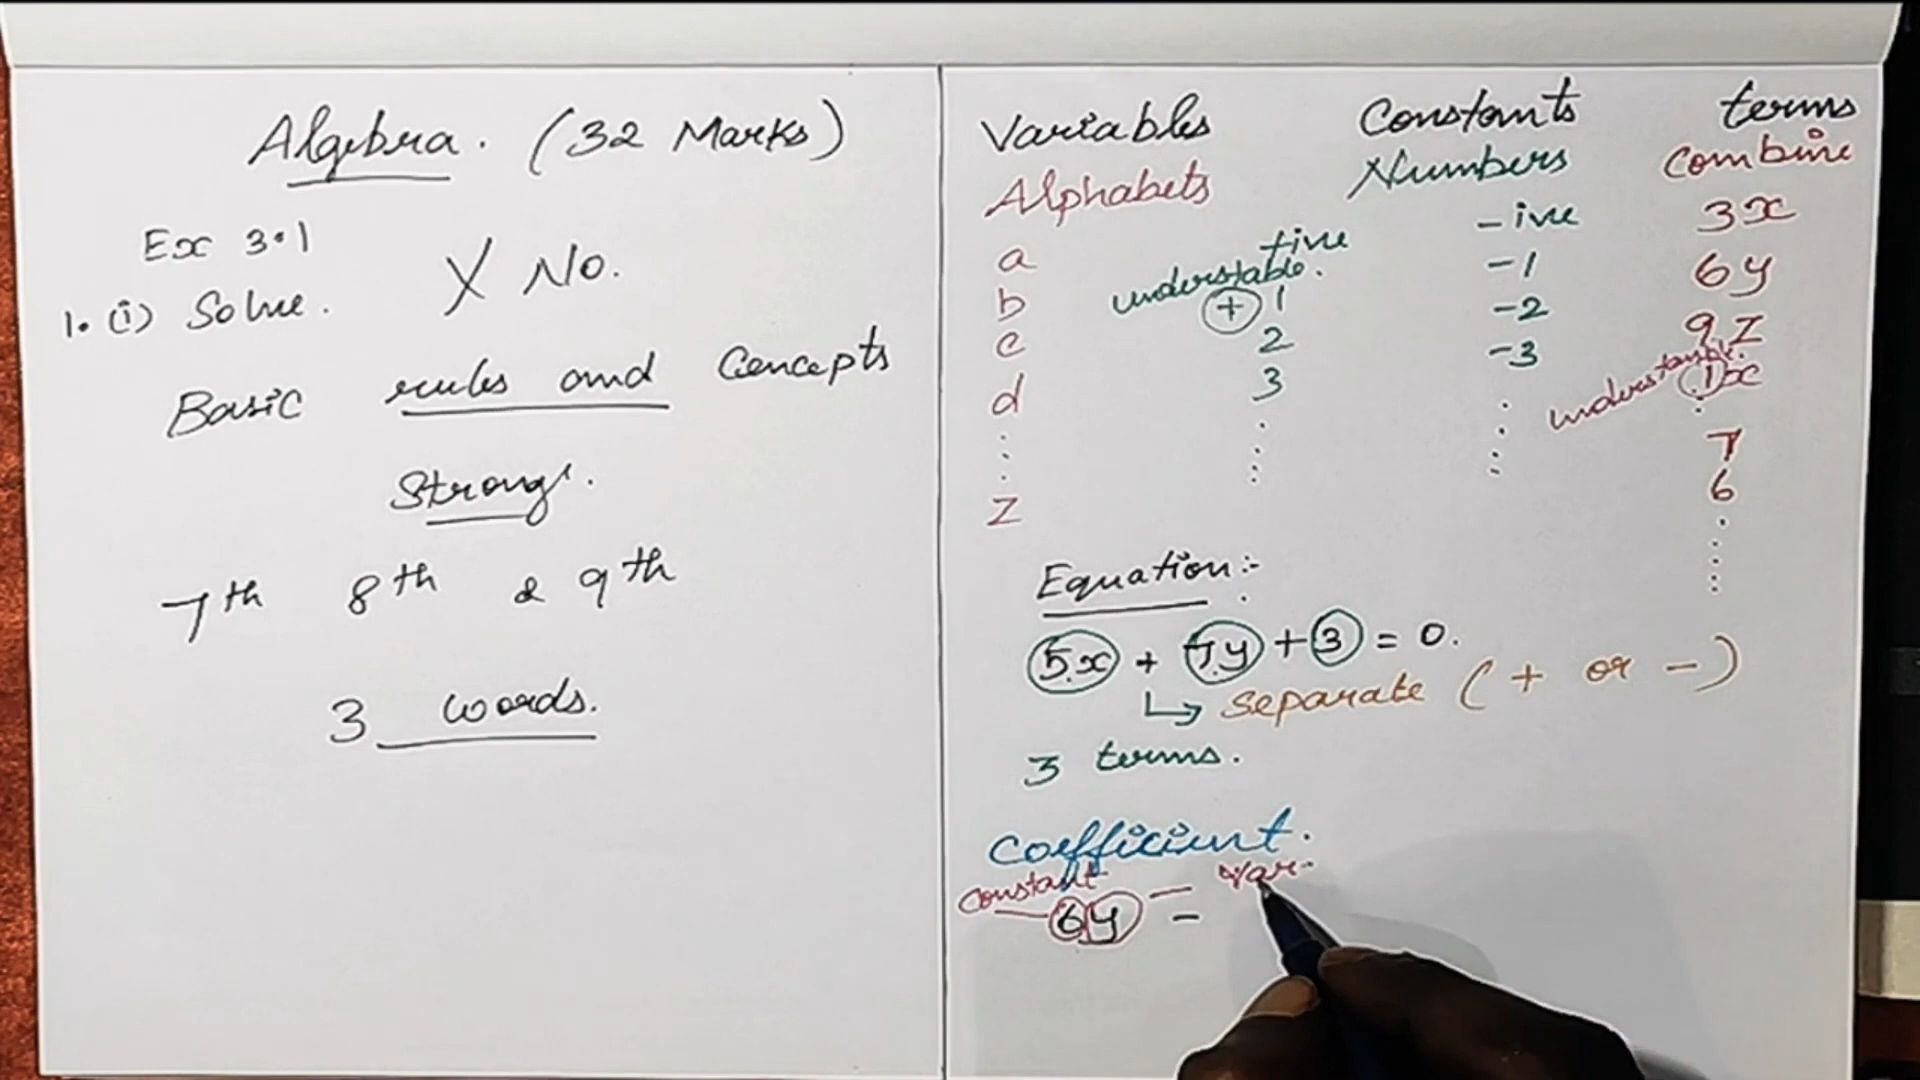 Algebra. (32 Marks)
Ex 3.1
X No.
1. (i) Solve.
Basic rules and Concepts
Strong.
7th 8th & 9th
3 words.
Variables Constants terms
Alphabets Numbers Combine
+ive -ive 3x
a understable. -1 6y
b + 1 -2 9z
c 2 -3 understable. 1x
d 3
7
6
z
Equation:-
5x + 7y + 3 = 0.
separate (+ or -)
3 terms.
Coefficient.
Constant 6y - var.
-